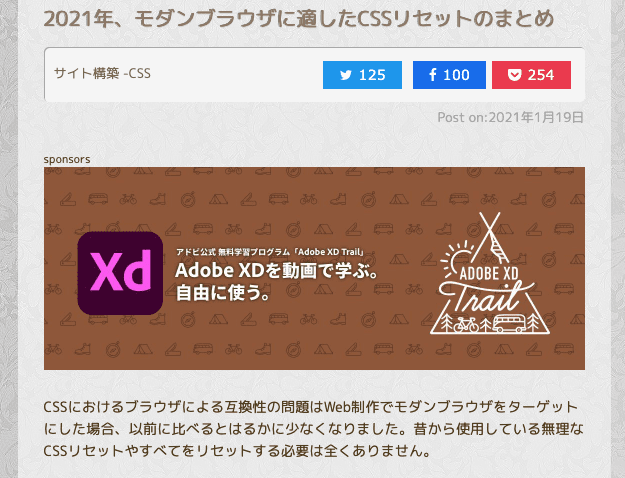 2021年、モダンブラウザに適したCSSリセットのまとめ
サイト構築 -CSS
125
100
254
Post on:2021年1月19日
sponsors
Xd
アドビ公式 無料学習プログラム「Adobe XD Trail」
Adobe XDを動画で学ぶ。
自由に使う。
ADOBE XD
Trail
CSSにおけるブラウザによる互換性の問題はWeb制作でモダンブラウザをターゲット
にした場合、以前に比べるとはるかに少なくなりました。昔から使用している無理な
CSSリセットやすべてをリセットする必要は全くありません。